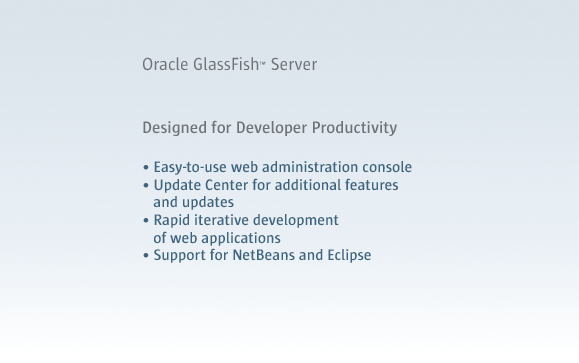 Oracle GlassFish™ Server
Designed for Developer Productivity
• Easy-to-use web administration console
• Update Center for additional features
and updates
• Rapid iterative development
of web applications
• Support for NetBeans and Eclipse